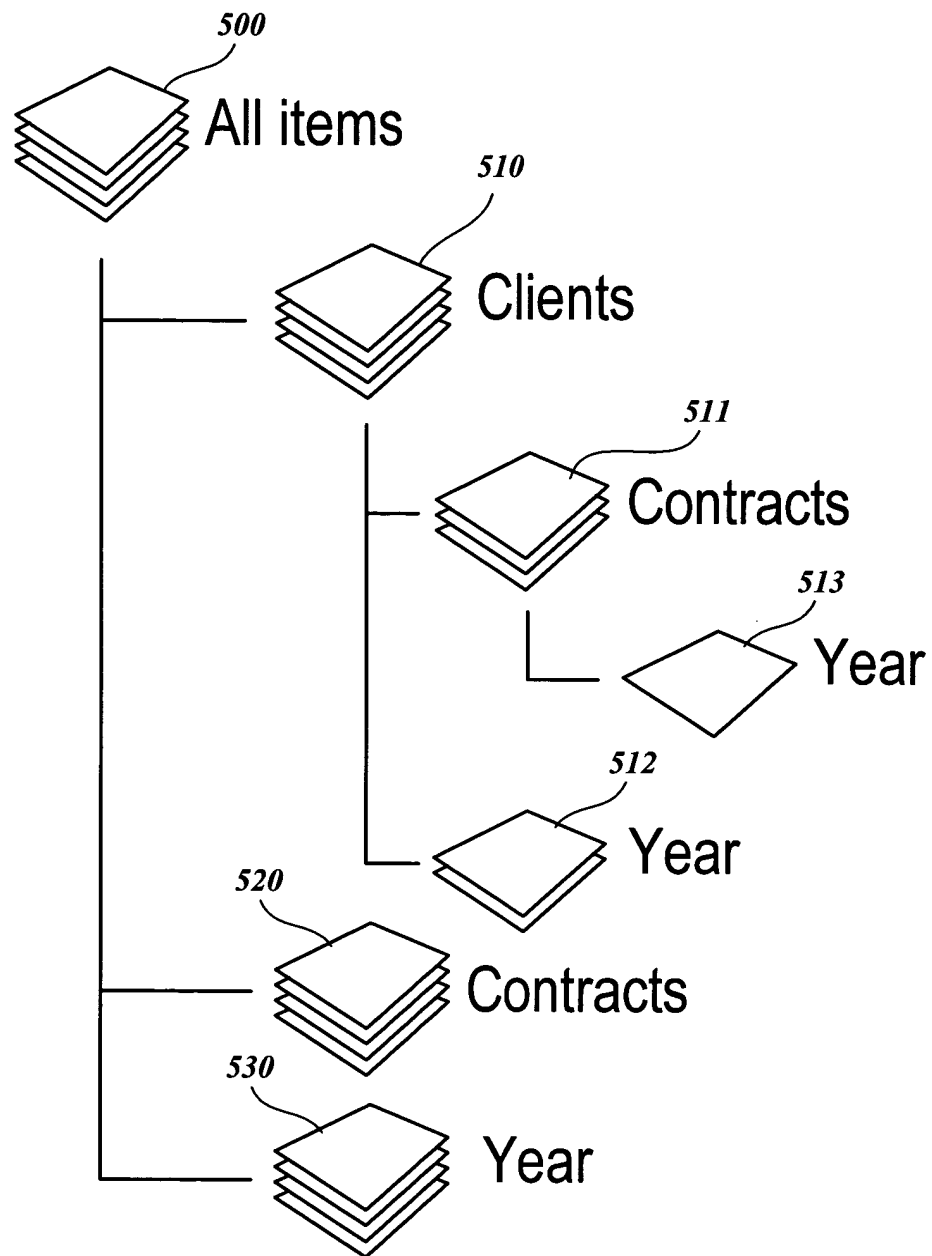 500
All items
510
Clients
511
Contracts
513
Year
512
Year
520
Contracts
530
Year